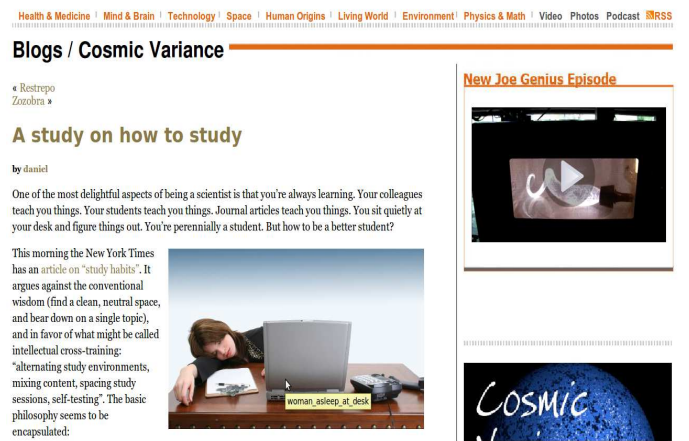 Health & Medicine | Mind & Brain | Technology | Space | Human Origins | Living World | Environment | Physics & Math | Video Photos Podcast RSS
Blogs / Cosmic Variance
« Restrepo
Zozobra »
A study on how to study
by daniel
One of the most delightful aspects of being a scientist is that you're always learning. Your colleagues
teach you things. Your students teach you things. Journal articles teach you things. You sit quietly at
your desk and figure things out. You're perennially a student. But how to be a better student?
This morning the New York Times
has an article on "study habits". It
argues against the conventional
wisdom (find a clean, neutral space,
and bear down on a single topic),
and in favor of what might be called
intellectual cross-training:
"alternating study environments,
mixing content, spacing study
sessions, self-testing". The basic
philosophy seems to be
encapsulated:
woman_asleep_at_desk
New Joe Genius Episode
Cosmic